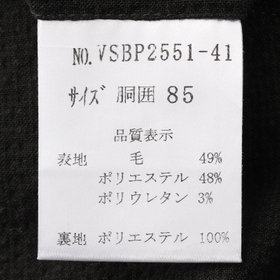 NO. VSBP2551-41
サイズ 胴囲 85
品質表示
表地 毛 49%
ポリエステル 48%
ポリウレタン 3%
裏地 ポリエステル 100%